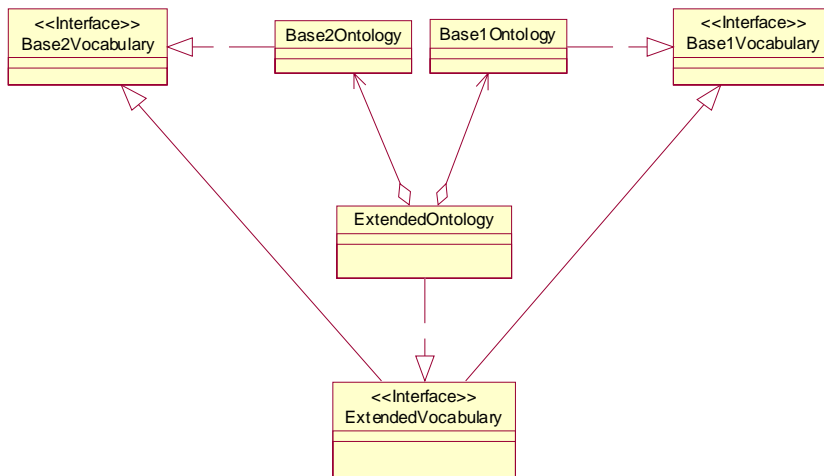 <<Interface>>
Base2Vocabulary
Base2Ontology
Base1Ontology
<<Interface>>
Base1Vocabulary
ExtendedOntology
<<Interface>>
ExtendedVocabulary